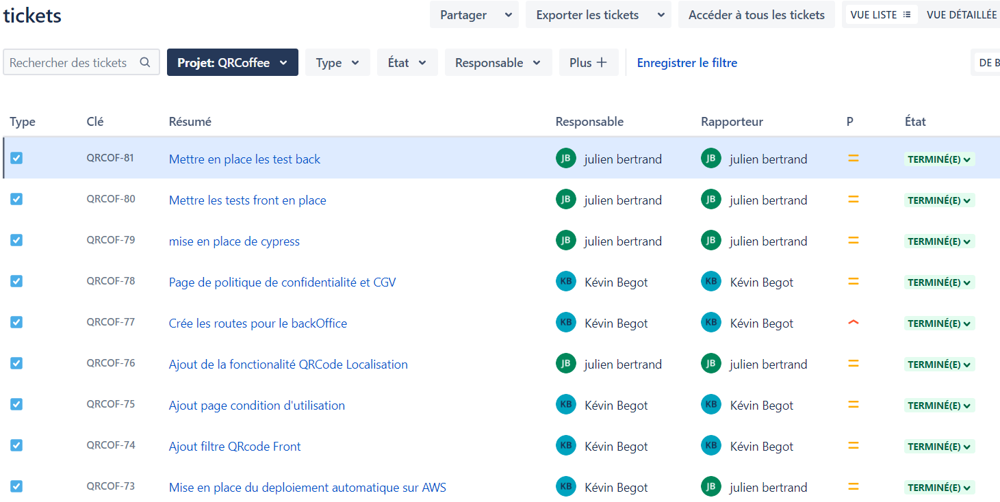 tickets Partager Exporter les tickets Accéder à tous les tickets VUE LISTE VUE DÉTAILLÉE
Rechercher des tickets Projet: QRCoffee Type État Responsable Plus Enregistrer le filtre DE B
Type Clé Résumé Responsable Rapporteur P État
QRCOF-81 Mettre en place les test back JB julien bertrand JB julien bertrand TERMINÉ(E)
QRCOF-80 Mettre les tests front en place JB julien bertrand JB julien bertrand TERMINÉ(E)
QRCOF-79 mise en place de cypress JB julien bertrand JB julien bertrand TERMINÉ(E)
QRCOF-78 Page de politique de confidentialité et CGV KB Kévin Begot KB Kévin Begot TERMINÉ(E)
QRCOF-77 Crée les routes pour le backOffice KB Kévin Begot KB Kévin Begot TERMINÉ(E)
QRCOF-76 Ajout de la fonctionalité QRCode Localisation JB julien bertrand JB julien bertrand TERMINÉ(E)
QRCOF-75 Ajout page condition d'utilisation KB Kévin Begot KB Kévin Begot TERMINÉ(E)
QRCOF-74 Ajout filtre QRcode Front KB Kévin Begot KB Kévin Begot TERMINÉ(E)
QRCOF-73 Mise en place du deploiement automatique sur AWS KB Kévin Begot JB julien bertrand TERMINÉ(E)